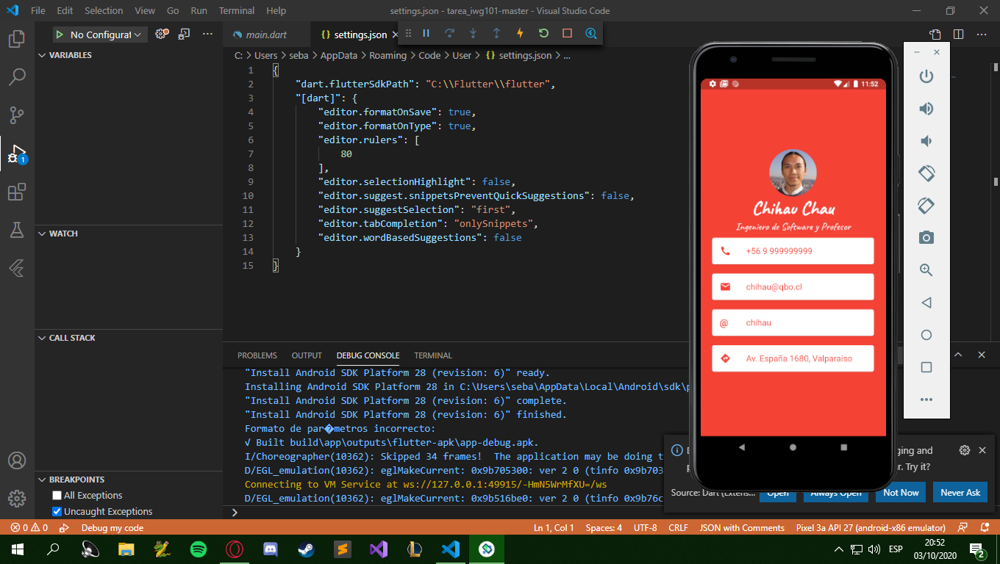 File Edit Selection View Go Run Terminal Help
settings.json - tarea_iwg101-master - Visual Studio Code
No Configurat
main.dart
{} settings.json
C: > Users > seba > AppData > Roaming > Code > User > {} settings.json > ...
VARIABLES
WATCH
CALL STACK
BREAKPOINTS
All Exceptions
Uncaught Exceptions
1
1 {
2 "dart.flutterSdkPath": "C:\\Flutter\\flutter",
3 "[dart]": {
4 "editor.formatOnSave": true,
5 "editor.formatOnType": true,
6 "editor.rulers": [
7 80
8 ],
9 "editor.selectionHighlight": false,
10 "editor.suggest.snippetsPreventQuickSuggestions": false,
11 "editor.suggestSelection": "first",
12 "editor.tabCompletion": "onlySnippets",
13 "editor.wordBasedSuggestions": false
14 }
15 }
PROBLEMS OUTPUT DEBUG CONSOLE TERMINAL
"Install Android SDK Platform 28 (revision: 6)" ready.
Installing Android SDK Platform 28 in C:\Users\seba\AppData\Local\Android\sdk\p
"Install Android SDK Platform 28 (revision: 6)" complete.
"Install Android SDK Platform 28 (revision: 6)" finished.
Formato de par�metros incorrecto:
√ Built build\app\outputs\flutter-apk\app-debug.apk.
I/Choreographer(10362): Skipped 34 frames!  The application may be doing t
D/EGL_emulation(10362): eglMakeCurrent: 0x9b705300: ver 2 0 (tinfo 0x9b703
Connecting to VM Service at ws://127.0.0.1:49915/-HmN5WrMfXU=/ws
D/EGL_emulation(10362): eglMakeCurrent: 0x9b516be0: ver 2 0 (tinfo 0x9b76c
11:52
Chihau Chau
Ingeniero de Software y Profesor
+56 9 999999999
chihau@qbo.cl
@ chihau
Av. España 1680, Valparaíso
ging and
r. Try it?
Source: Dart (Extens...
Open
Always Open
Not Now
Never Ask
0 0 Debug my code
Ln 1, Col 1 Spaces: 4 UTF-8 CRLF JSON with Comments Pixel 3a API 27 (android-x86 emulator)
ESP
20:52
03/10/2020
2